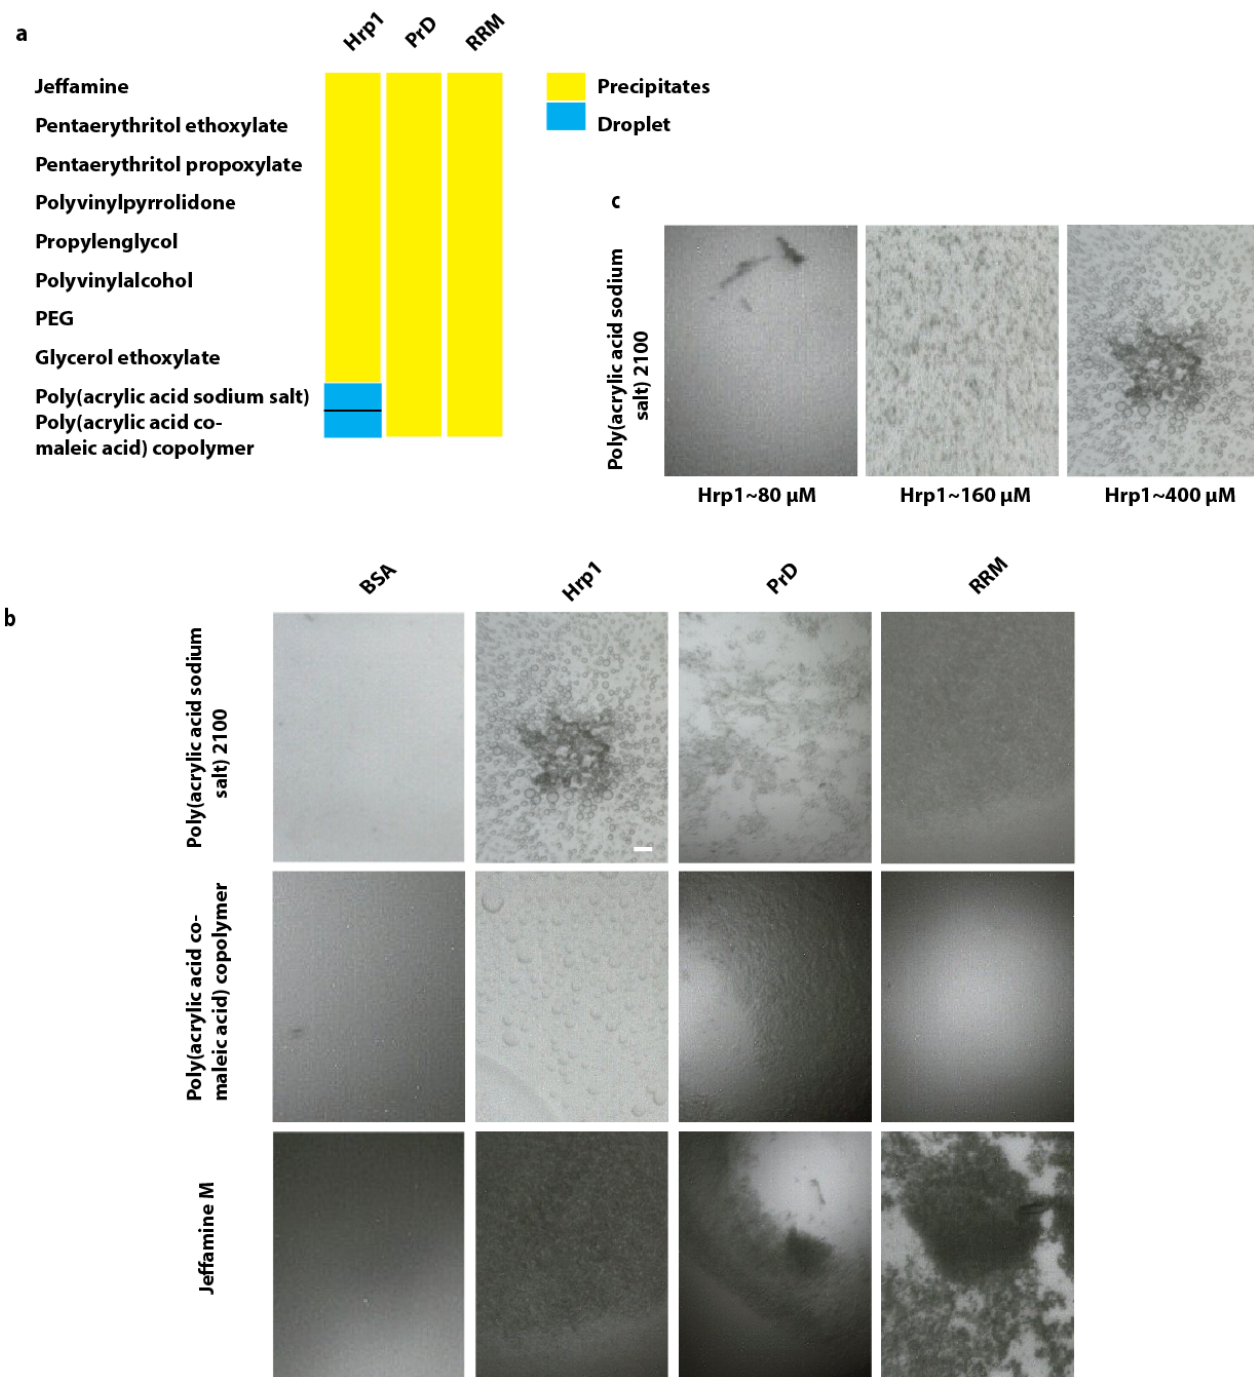 a
Hrp1
PrD
RRM
Jeffamine
Pentaerythritol ethoxylate
Pentaerythritol propoxylate
Polyvinylpyrrolidone
Propylenglycol
Polyvinylalcohol
PEG
Glycerol ethoxylate
Poly(acrylic acid sodium salt)
Poly(acrylic acid co-
maleic acid) copolymer
Precipitates
Droplet
c
Poly(acrylic acid sodium
salt) 2100
Hrp1~80 µM
Hrp1~160 µM
Hrp1~400 µM
b
BSA
Hrp1
PrD
RRM
Poly(acrylic acid sodium
salt) 2100
Poly(acrylic acid co-
maleic acid) copolymer
Jeffamine M